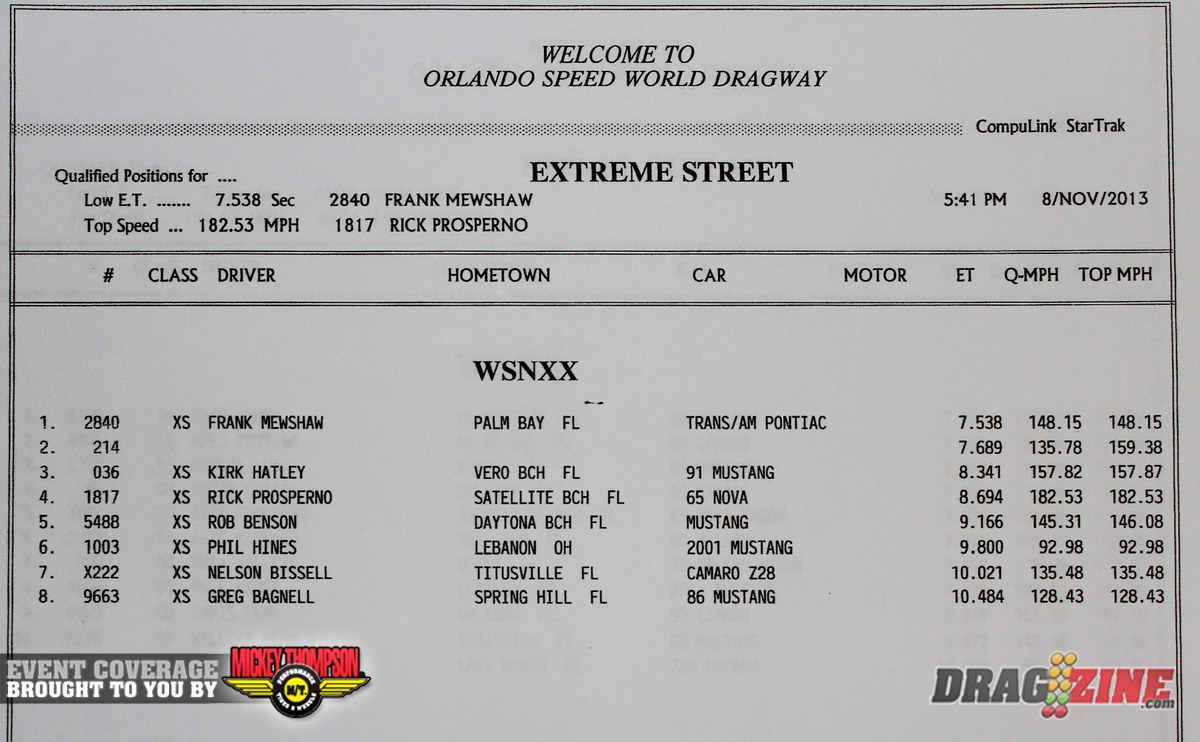 WELCOME TO
ORLANDO SPEED WORLD DRAGWAY
CompuLink StarTrak
Qualified Positions for .... EXTREME STREET
Low E.T. ....... 7.538 Sec 2840 FRANK MEWSHAW 5:41 PM 8/NOV/2013
Top Speed ... 182.53 MPH 1817 RICK PROSPERNO
# CLASS DRIVER HOMETOWN CAR MOTOR ET Q-MPH TOP MPH
WSNXX
1. 2840 XS FRANK MEWSHAW PALM BAY FL TRANS/AM PONTIAC 7.538 148.15 148.15
2. 214 7.689 135.78 159.38
3. 036 XS KIRK HATLEY VERO BCH FL 91 MUSTANG 8.341 157.82 157.87
4. 1817 XS RICK PROSPERNO SATELLITE BCH FL 65 NOVA 8.694 182.53 182.53
5. 5488 XS ROB BENSON DAYTONA BCH FL MUSTANG 9.166 145.31 146.08
6. 1003 XS PHIL HINES LEBANON OH 2001 MUSTANG 9.800 92.98 92.98
7. X222 XS NELSON BISSELL TITUSVILLE FL CAMARO Z28 10.021 135.48 135.48
8. 9663 XS GREG BAGNELL SPRING HILL FL 86 MUSTANG 10.484 128.43 128.43
EVENT COVERAGE
BROUGHT TO YOU BY
MICKEY THOMPSON
PERFORMANCE
M/T
TIRES & WHEELS
DRAGZINE
.com